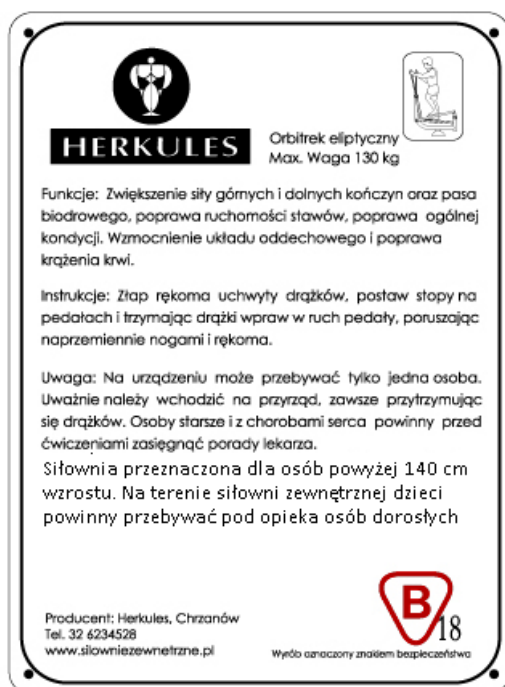 HERKULES
Orbitrek eliptyczny
Max. Waga 130 kg
Funkcje: Zwiększenie siły górnych i dolnych kończyn oraz pasa
biodrowego, poprawa ruchomości stawów, poprawa ogólnej
kondycji. Wzmocnienie układu oddechowego i poprawa
krążenia krwi.
Instrukcje: Złap rękoma uchwyty drążków, postaw stopy na
pedałach i trzymając drążki wpraw w ruch pedały, poruszając
naprzemiennie nogami i rękoma.
Uwaga: Na urządzeniu może przebywać tylko jedna osoba.
Uważnie należy wchodzić na przyrząd, zawsze przytrzymując
się drążków. Osoby starsze i z chorobami serca powinny przed
ćwiczeniami zasięgnąć porady lekarza.
Siłownia przeznaczona dla osób powyżej 140 cm
wzrostu. Na terenie siłowni zewnętrznej dzieci
powinny przebywać pod opieka osób dorosłych
B
18
Producent: Herkules, Chrzanów
Tel. 32 6234528
www.silowniezewnetrzne.pl
Wyrób oznaczony znakiem bezpieczeństwa